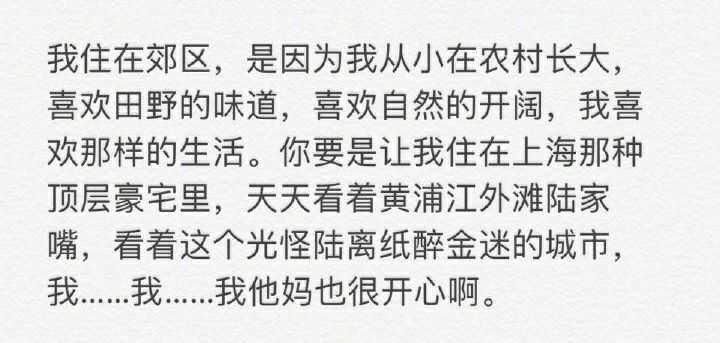 我住在郊区，是因为我从小在农村长大，
喜欢田野的味道，喜欢自然的开阔，我喜
欢那样的生活。你要是让我住在上海那种
顶层豪宅里，天天看着黄浦江外滩陆家
嘴，看着这个光怪陆离纸醉金迷的城市，
我……我……我他妈也很开心啊。